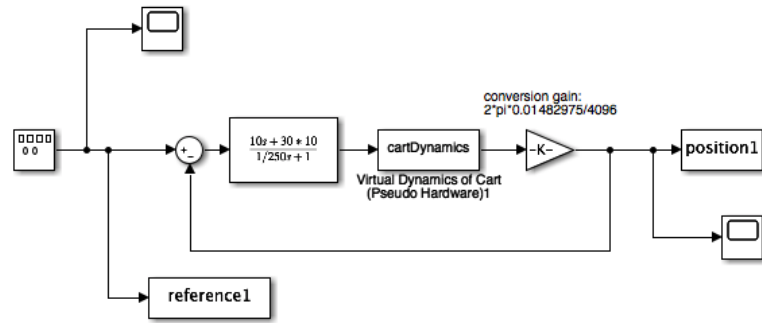 conversion gain:
2*pi*0.01482975/4096
0 0
+
-
10s + 30 * 10
1/250s + 1
cartDynamics
-K-
position1
Virtual Dynamics of Cart
(Pseudo Hardware)1
reference1